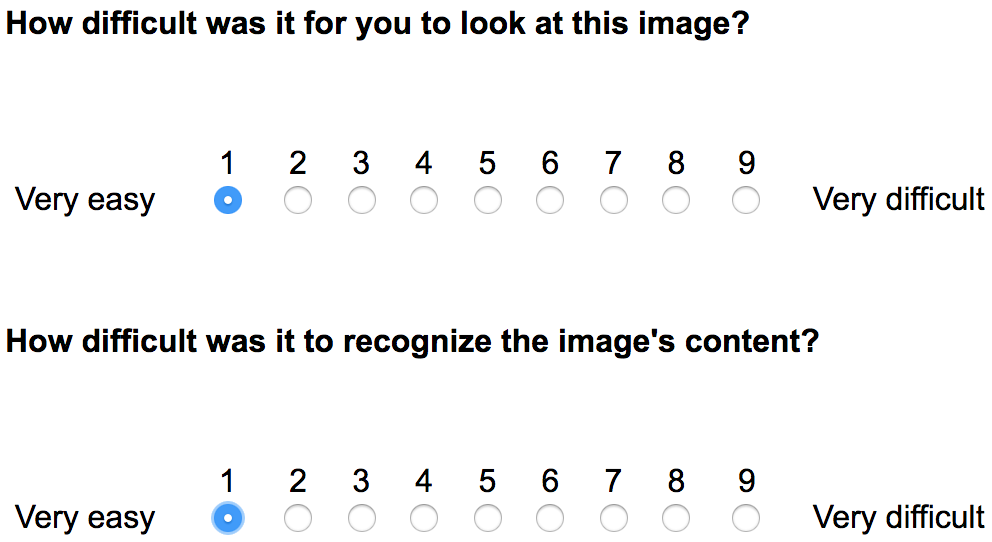 How difficult was it for you to look at this image?
1 2 3 4 5 6 7 8 9
Very easy Very difficult
How difficult was it to recognize the image's content?
1 2 3 4 5 6 7 8 9
Very easy Very difficult